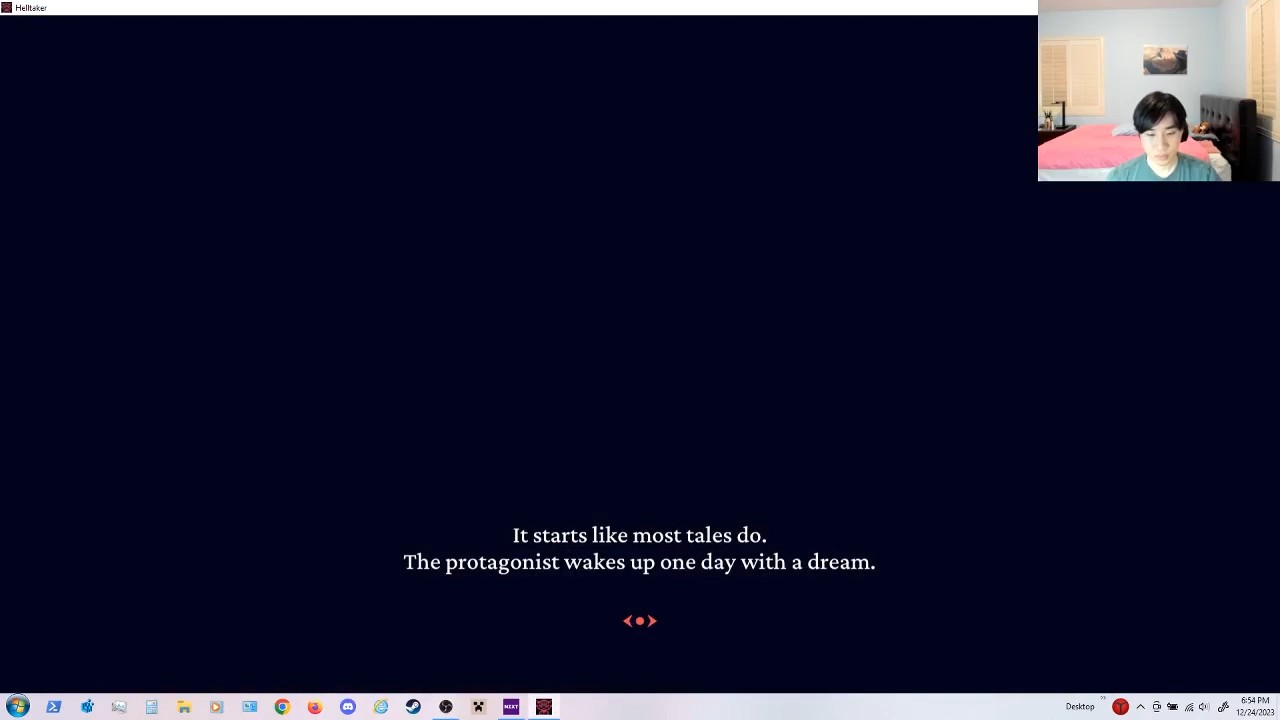 Helltaker
It starts like most tales do.
The protagonist wakes up one day with a dream.
NEXT
Desktop
6:54 PM
12/24/2023